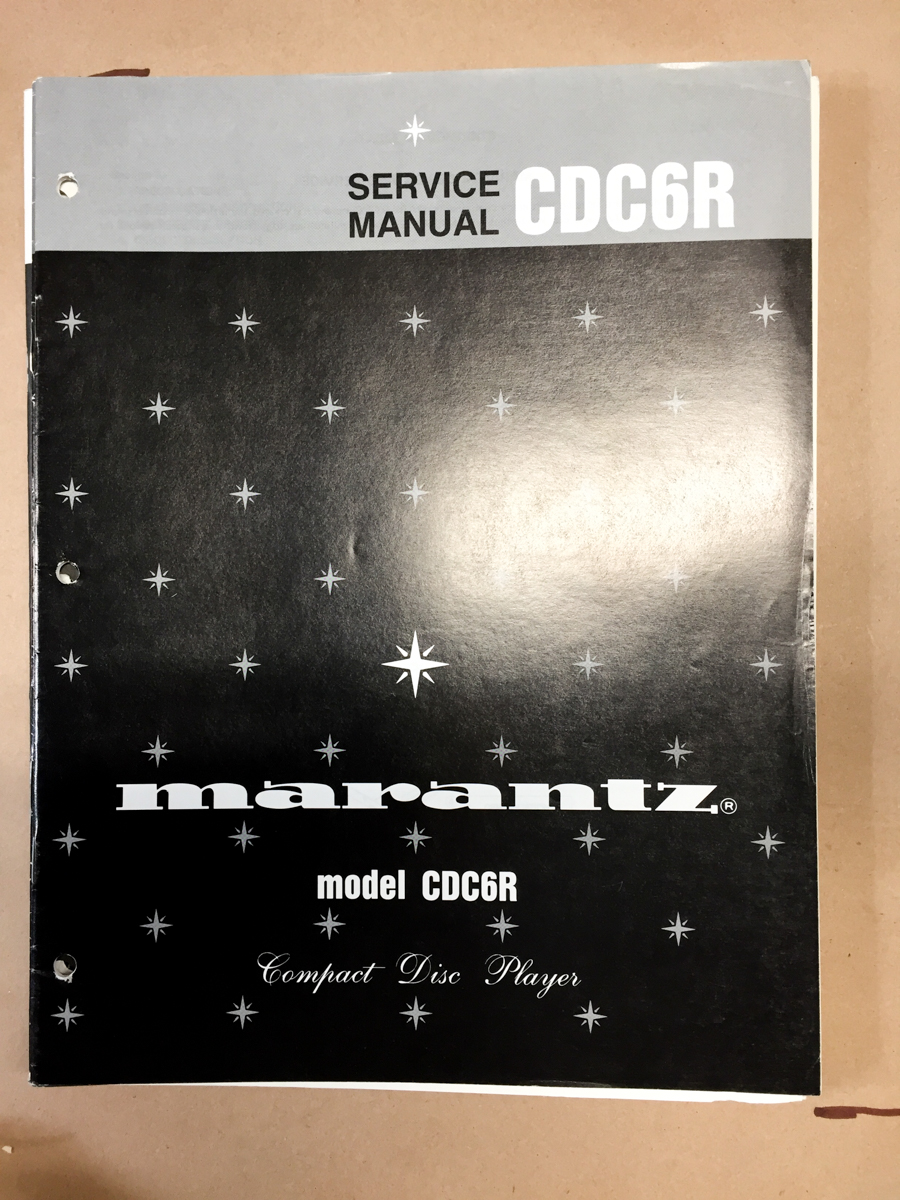 SERVICE
MANUAL CDC6R
marantz®
model CDC6R
Compact Disc Player